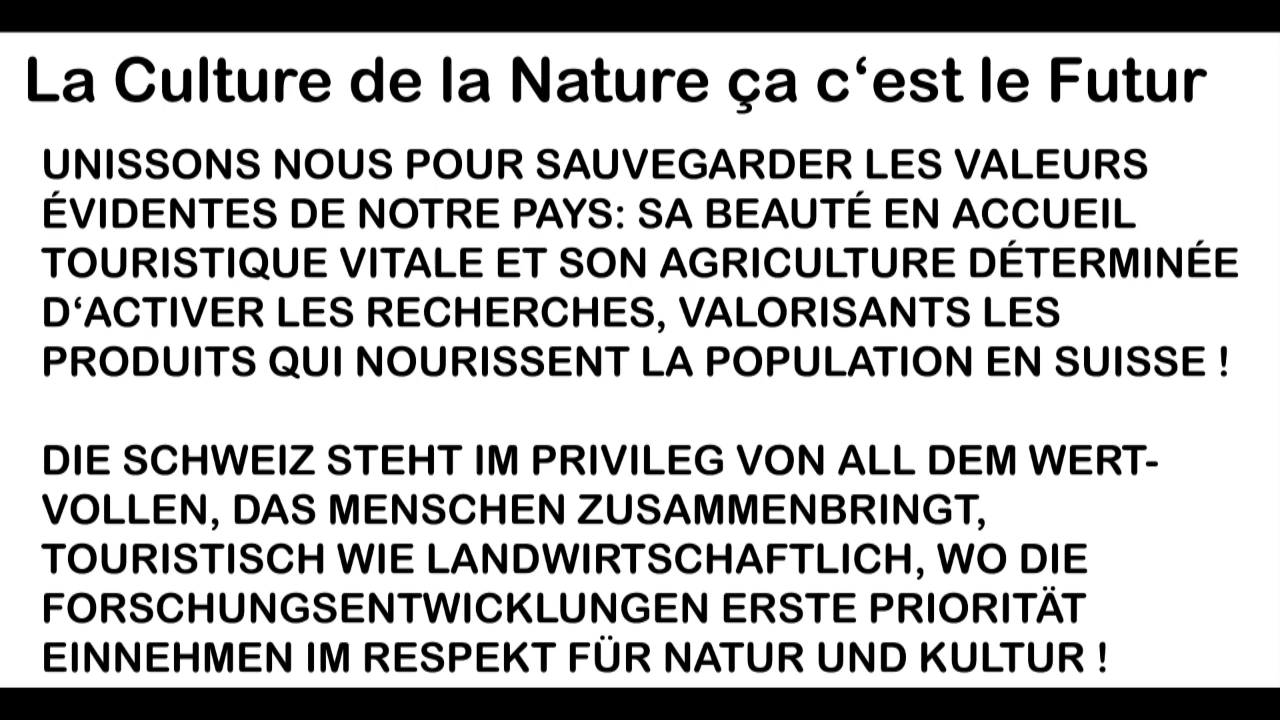 La Culture de la Nature ça c‘est le Futur
UNISSONS NOUS POUR SAUVEGARDER LES VALEURS
ÉVIDENTES DE NOTRE PAYS: SA BEAUTÉ EN ACCUEIL
TOURISTIQUE VITALE ET SON AGRICULTURE DÉTERMINÉE
D‘ACTIVER LES RECHERCHES, VALORISANTS LES
PRODUITS QUI NOURISSENT LA POPULATION EN SUISSE !
DIE SCHWEIZ STEHT IM PRIVILEG VON ALL DEM WERT-
VOLLEN, DAS MENSCHEN ZUSAMMENBRINGT,
TOURISTISCH WIE LANDWIRTSCHAFTLICH, WO DIE
FORSCHUNGSENTWICKLUNGEN ERSTE PRIORITÄT
EINNEHMEN IM RESPEKT FÜR NATUR UND KULTUR !